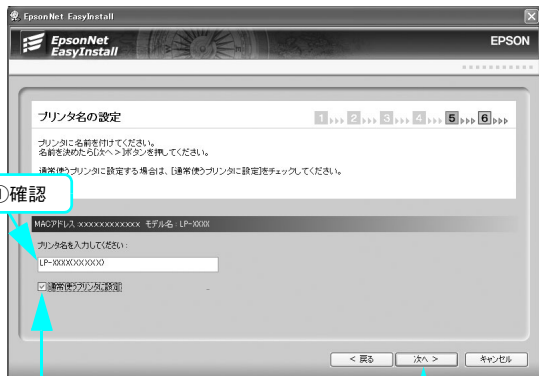 EpsonNet EasyInstall
EpsonNet
EasyInstall
EPSON
プリンタ名の設定
1 2 3 4 5 6
プリンタに名前を付けてください。
名前を決めたら[次へ >]ボタンを押してください。
通常使うプリンタに設定する場合は、[通常使うプリンタに設定]をチェックしてください。
①確認
MACアドレス :xxxxxxxxxxxx モデル名 : LP-XXXX
プリンタ名を入力してください :
LP-XXXX(XXXXXX)
通常使うプリンタに設定
< 戻る
次へ >
キャンセル